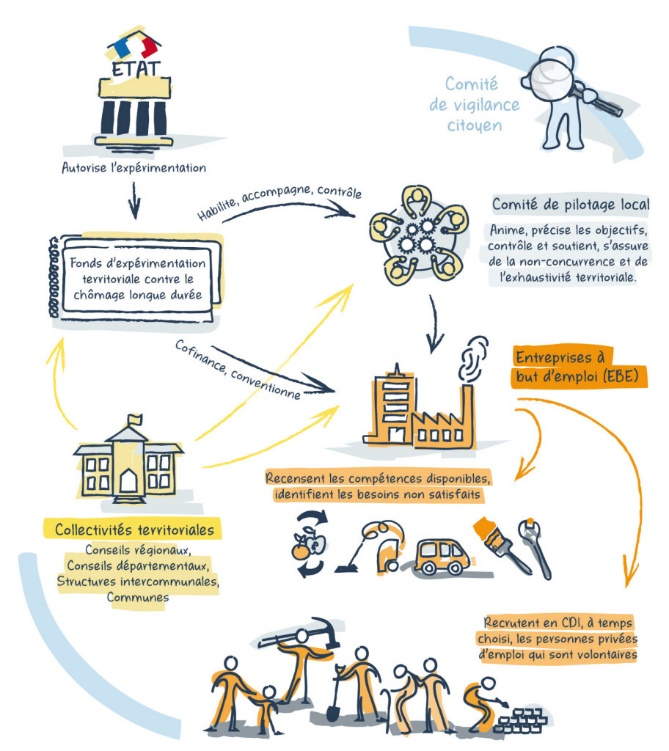 ETAT
Autorise l'expérimentation
Comité
de vigilance
citoyen
Habilite, accompagne, contrôle
Comité de pilotage local
Anime, précise les objectifs,
contrôle et soutient, s'assure
de la non-concurrence et de
l'exhaustivité territoriale.
Fonds d'expérimentation
territoriale contre le
chômage longue durée
Cofinance, conventionne
Entreprises à
but d'emploi (EBE)
Recensent les compétences disponibles,
identifient les besoins non satisfaits
Collectivités territoriales
Conseils régionaux,
Conseils départementaux,
Structures intercommunales,
Communes
Recrutent en CDI, à temps
choisi, les personnes privées
d'emploi qui sont volontaires